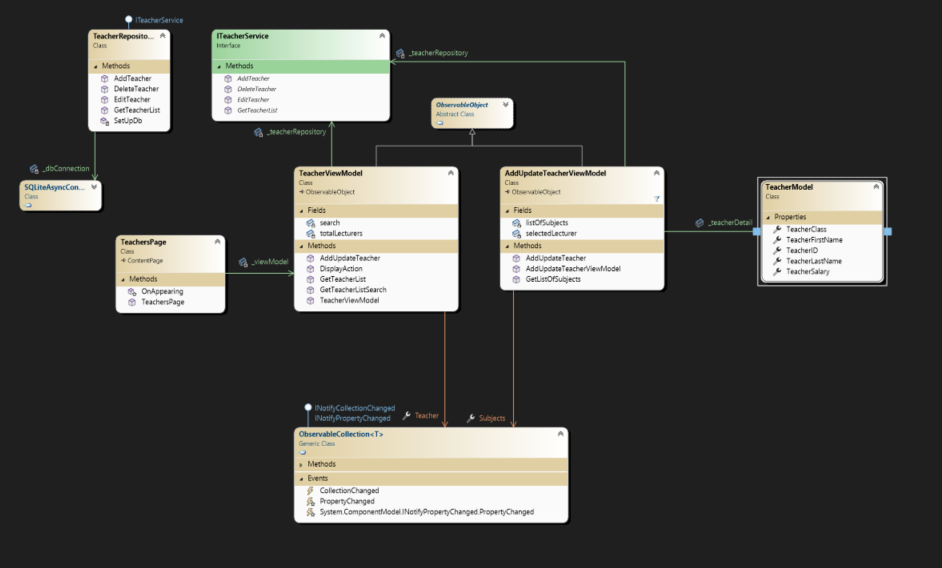 ITeacherService
TeacherReposito...
Class
Methods
AddTeacher
DeleteTeacher
EditTeacher
GetTeacherList
SatUpDb
_dbConnection
SQLiteAsyncCon...
Class
ITeacherService
Interface
Methods
AddTeacher
DeleteTeacher
EditTeacher
GetTeacherList
_teacherRepository
_teacherRepository
ObservableObject
Abstract Class
TeachersPage
Class
ContentPage
Methods
OnAppearing
TeachersPage
_viewModel
TeacherViewModel
Class
ObservableObject
Fields
search
totalLecturers
Methods
AddUpdateTeacher
DisplayAction
GetTeacherList
GetTeacherListSearch
TeacherViewModel
AddUpdateTeacherViewModel
Class
ObservableObject
Fields
listOfSubjects
selectedLecturer
Methods
AddUpdateTeacher
AddUpdateTeacherViewModel
GetListOfSubjects
_teacherDetail
TeacherModel
Class
Properties
TeacherClass
TeacherFirstName
TeacherID
TeacherLastName
TeacherSalary
INotifyCollectionChanged
INotifyPropertyChanged
Teacher
Subjects
ObservableCollection<T>
Generic Class
Methods
Events
CollectionChanged
PropertyChanged
System.ComponentModel.INotifyPropertyChanged.PropertyChanged